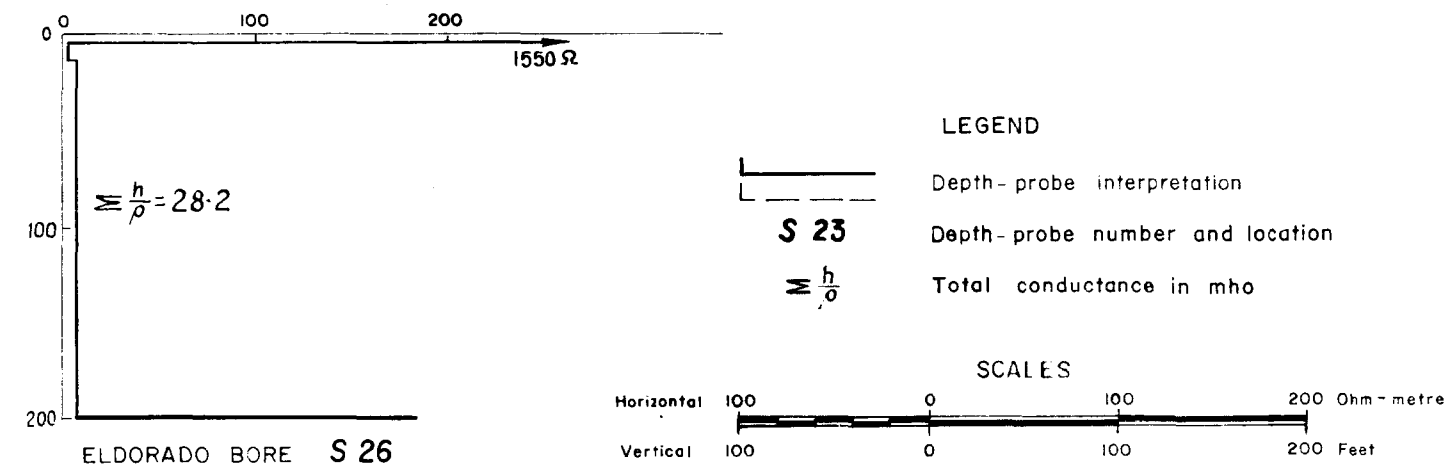 0 100 200
0
1550 Ω
Σ h/ρ = 28·2
100
200
ELDORADO BORE S 26
LEGEND
Depth-probe interpretation
S 23 Depth-probe number and location
Σ h/ρ Total conductance in mho
SCALES
Horizontal 100 0 100 200 Ohm-metre
Vertical 100 0 100 200 Feet